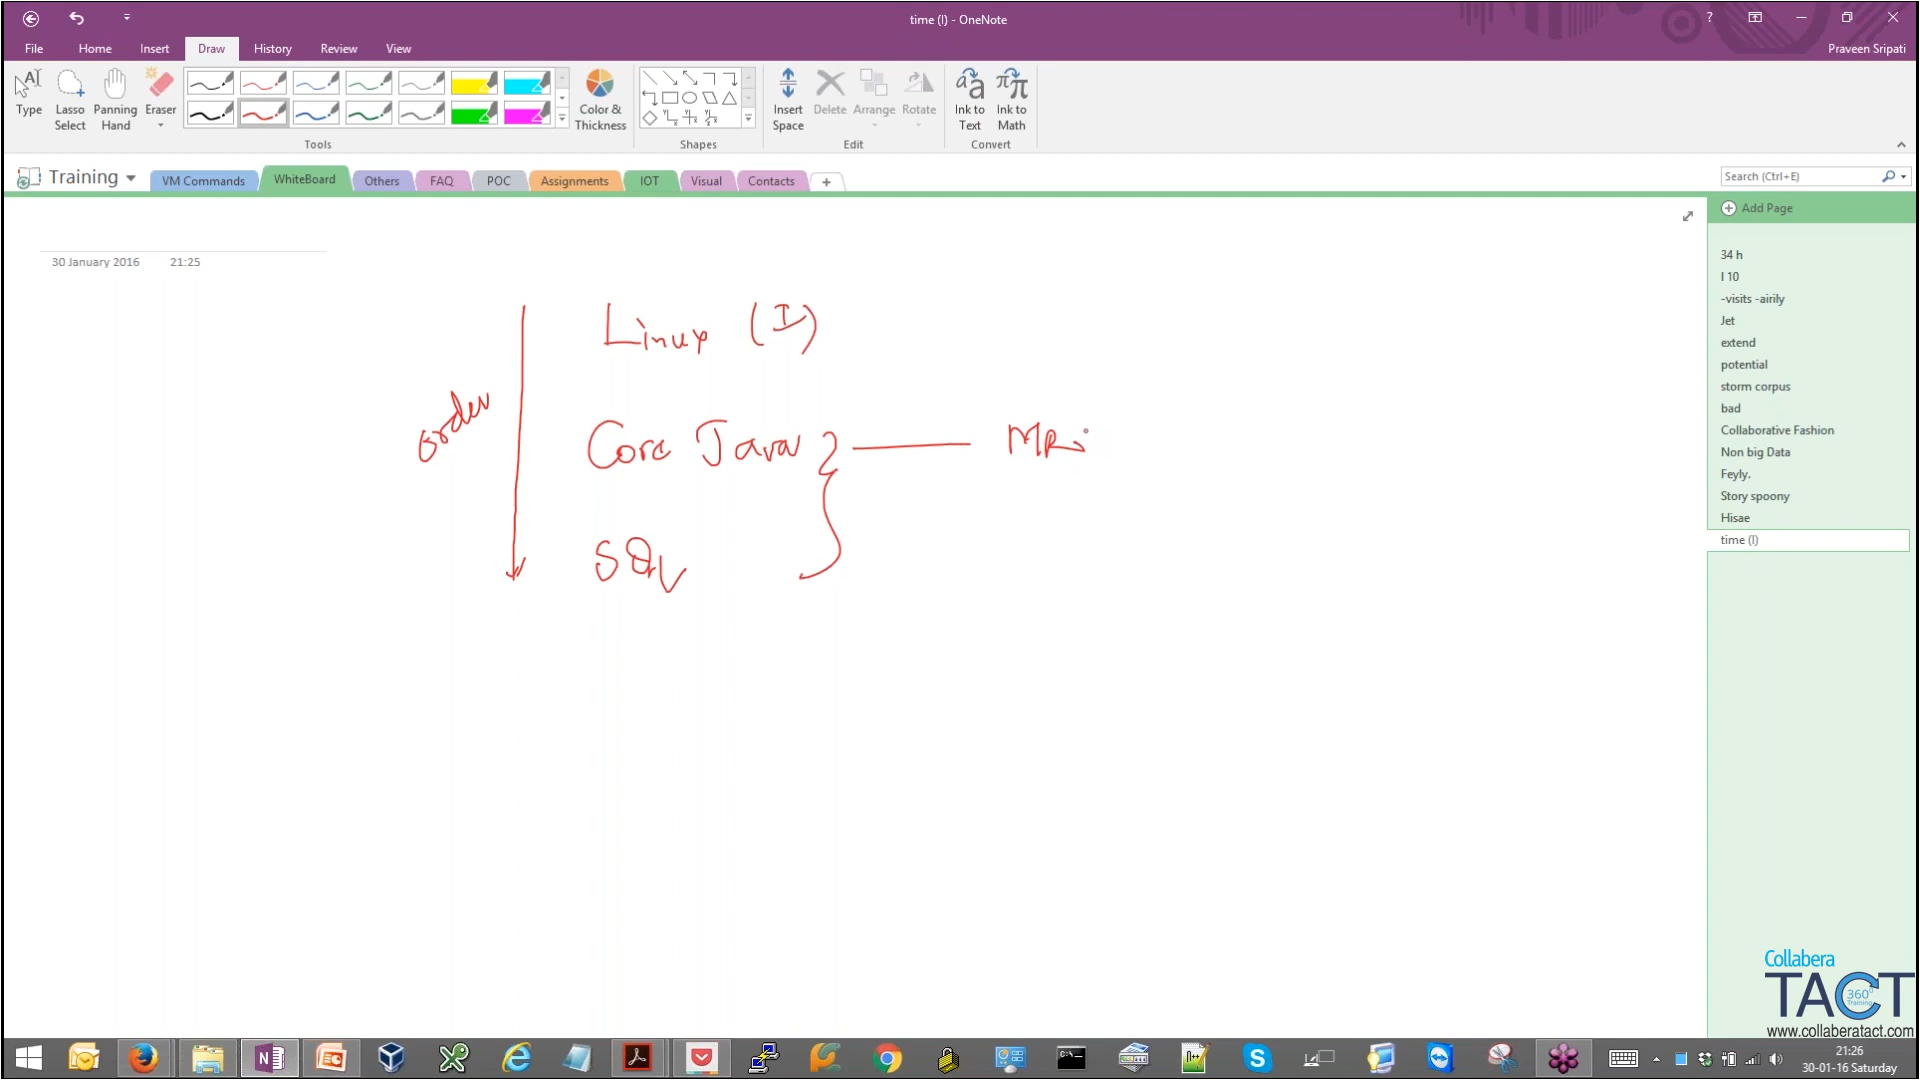 time (I) - OneNote
?
File Home Insert Draw History Review View
Praveen Sripati
Type
Lasso Select
Panning Hand
Eraser
Color & Thickness
Insert Space
Delete
Arrange
Rotate
Ink to Text
Ink to Math
Tools
Shapes
Edit
Convert
Training
VM Commands WhiteBoard Others FAQ POC Assignments IOT Visual Contacts +
Search (Ctrl+E)
Add Page
30 January 2016 21:25
Linux (I)
order
Core Java
MR
SQL
34 h
I 10
-visits -airily
Jet
extend
potential
storm corpus
bad
Collaborative Fashion
Non big Data
Feyly.
Story spoony
Hisae
time (I)
Collabera
TACT
360°
Training
www.collaberatact.com
21:26
30-01-16 Saturday